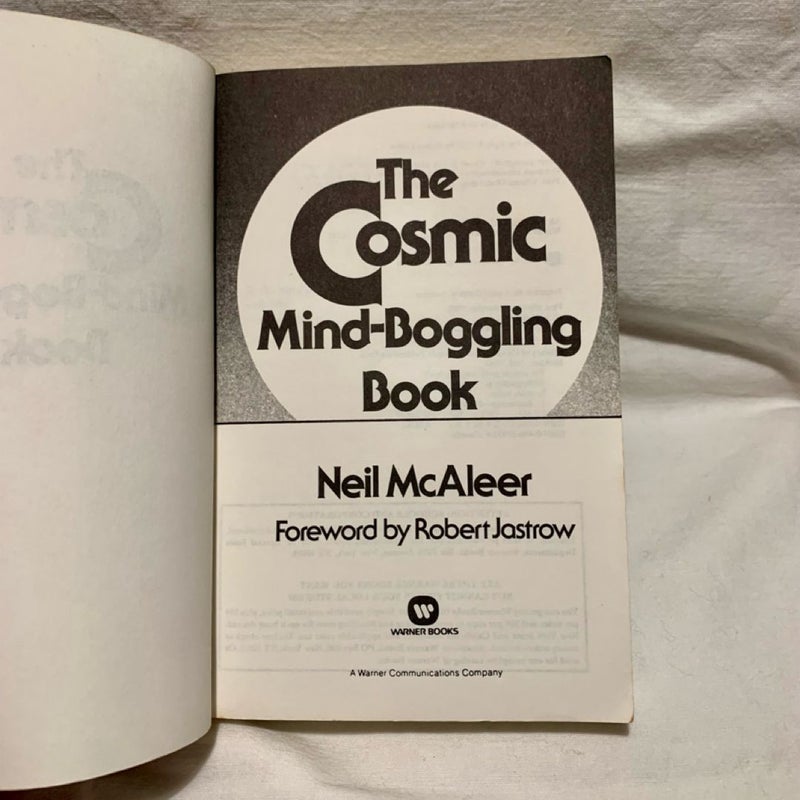 The
Cosmic
Mind-Boggling
Book
Neil McAleer
Foreword by Robert Jastrow
WARNER BOOKS
A Warner Communications Company